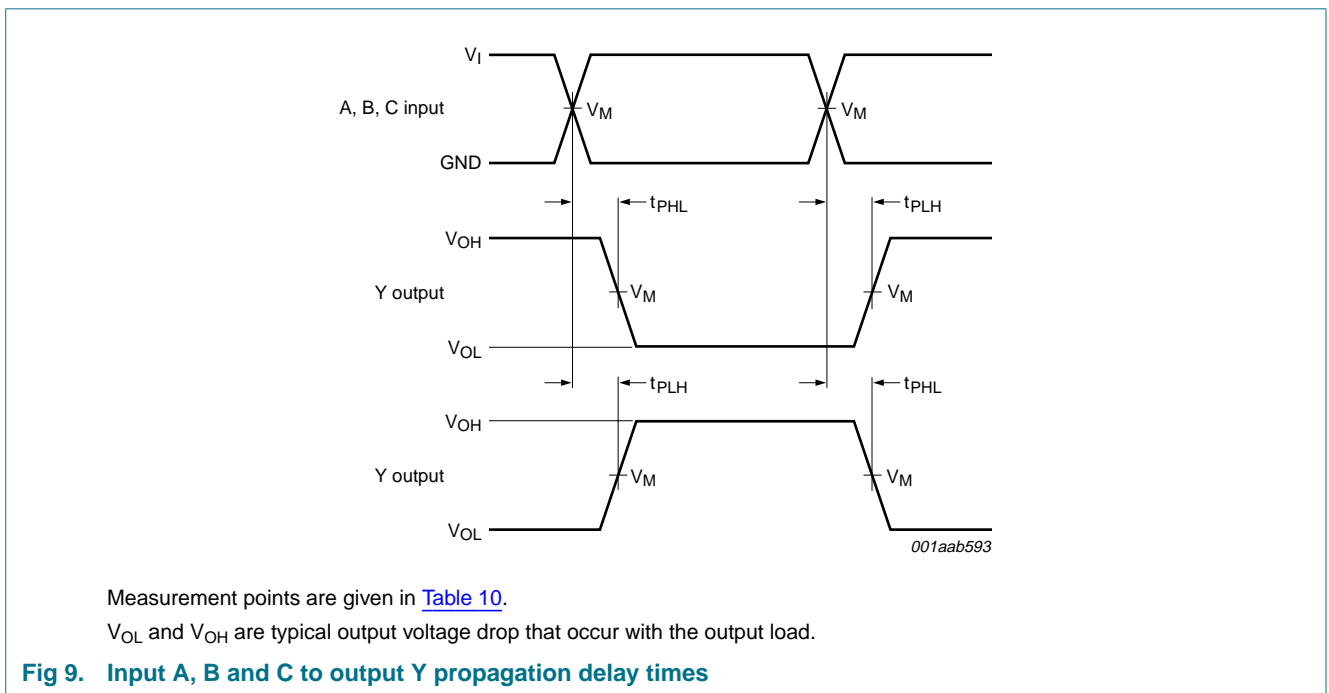 VI
A, B, C input
VM
VM
GND
tPHL
tPLH
VOH
Y output
VM
VM
VOL
tPLH
tPHL
VOH
Y output
VM
VM
VOL
001aab593
Measurement points are given in Table 10.
VOL and VOH are typical output voltage drop that occur with the output load.
Fig 9. Input A, B and C to output Y propagation delay times